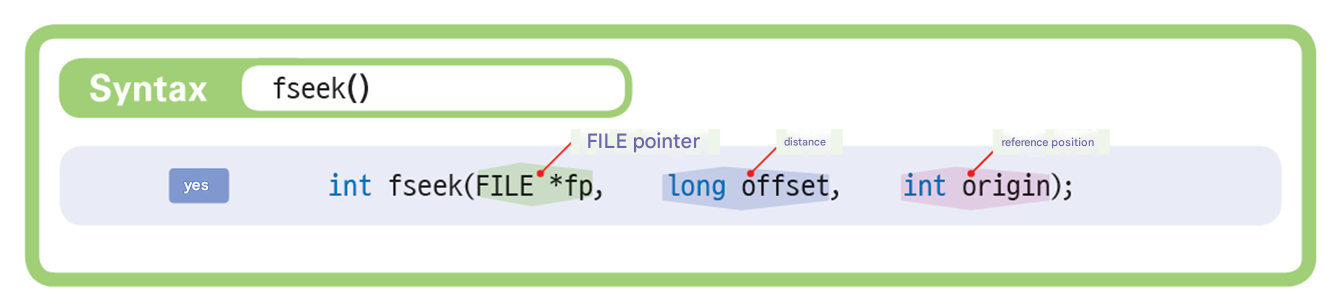 Syntax fseek()
FILE pointer distance reference position
yes int fseek(FILE *fp, long offset, int origin);